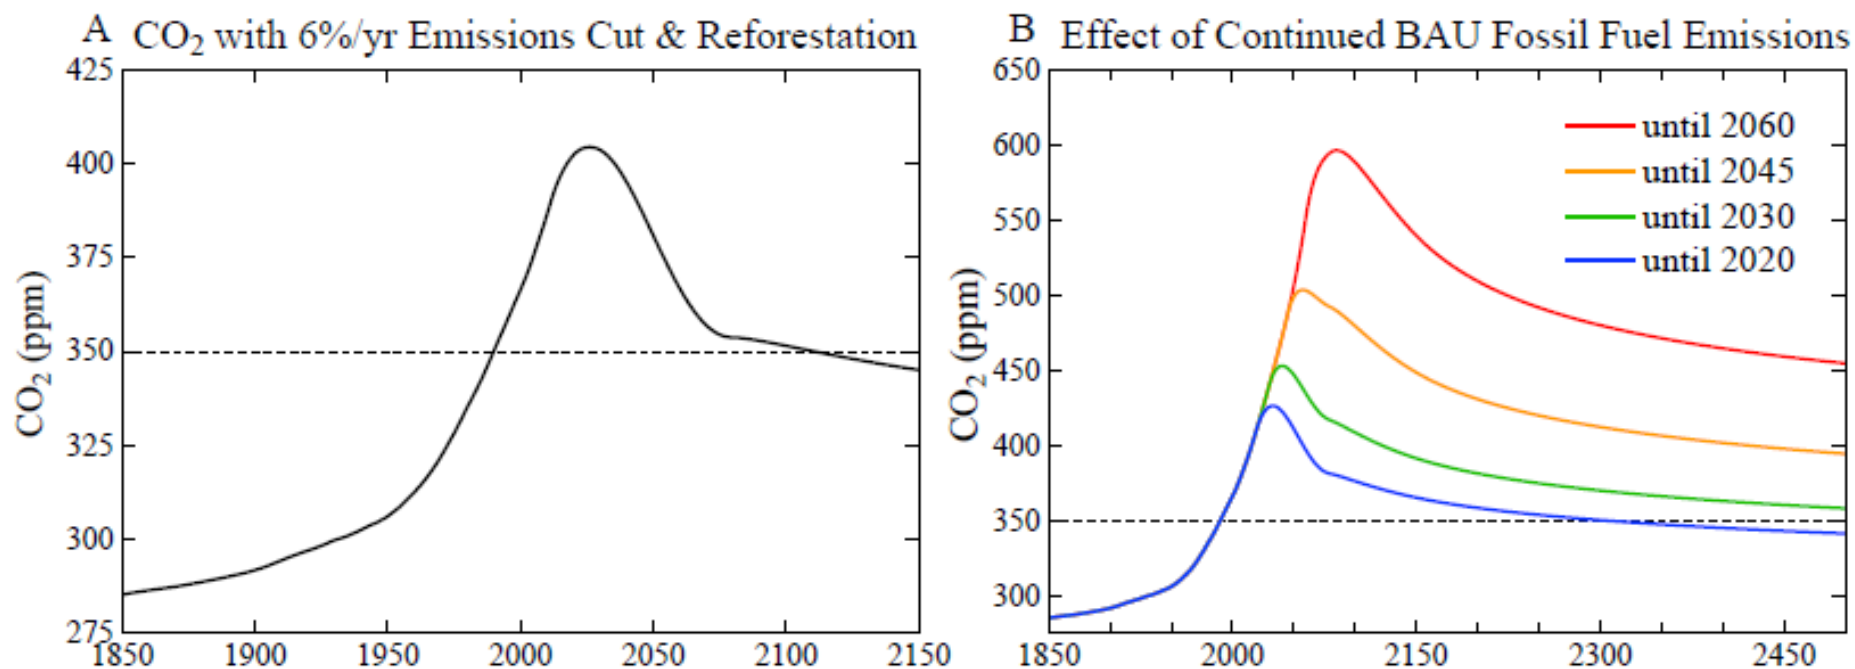 A CO₂ with 6%/yr Emissions Cut & Reforestation
425
400
375
350
325
300
275
CO₂ (ppm)
1850 1900 1950 2000 2050 2100 2150
B Effect of Continued BAU Fossil Fuel Emissions
650
600
550
500
450
400
350
300
CO₂ (ppm)
until 2060
until 2045
until 2030
until 2020
1850 2000 2150 2300 2450